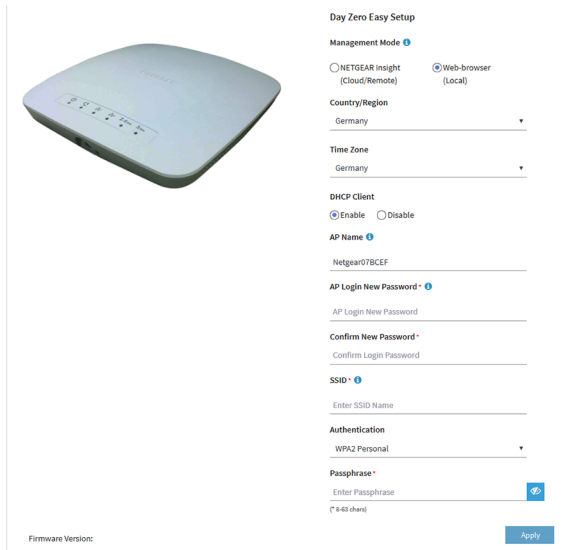 Day Zero Easy Setup
Management Mode
NETGEAR Insight
(Cloud/Remote)
Web-browser
(Local)
Country/Region
Germany
Time Zone
Germany
DHCP Client
Enable Disable
AP Name
Netgear07BCEF
AP Login New Password *
AP Login New Password
Confirm New Password *
Confirm Login Password
SSID *
Enter SSID Name
Authentication
WPA2 Personal
Passphrase *
Enter Passphrase
(* 8-63 chars)
Apply
Firmware Version: